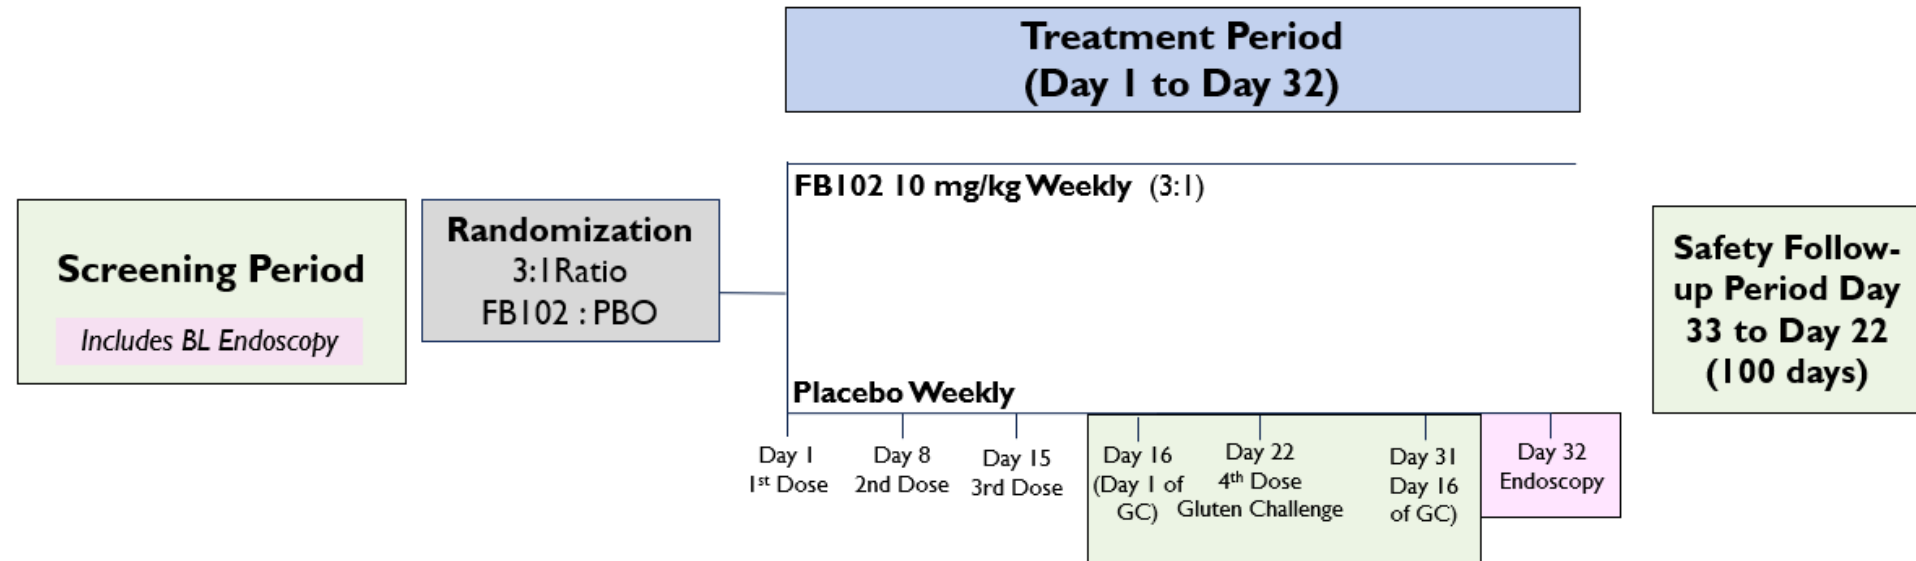 Treatment Period
(Day 1 to Day 32)
FB102 10 mg/kg Weekly (3:1)
Screening Period
Includes BL Endoscopy
Randomization
3:1Ratio
FB102 : PBO
Safety Follow-
up Period Day
33 to Day 22
(100 days)
Placebo Weekly
Day 1
1st Dose
Day 8
2nd Dose
Day 15
3rd Dose
Day 16
(Day 1 of
GC)
Day 22
4th Dose
Gluten Challenge
Day 31
Day 16
of GC)
Day 32
Endoscopy